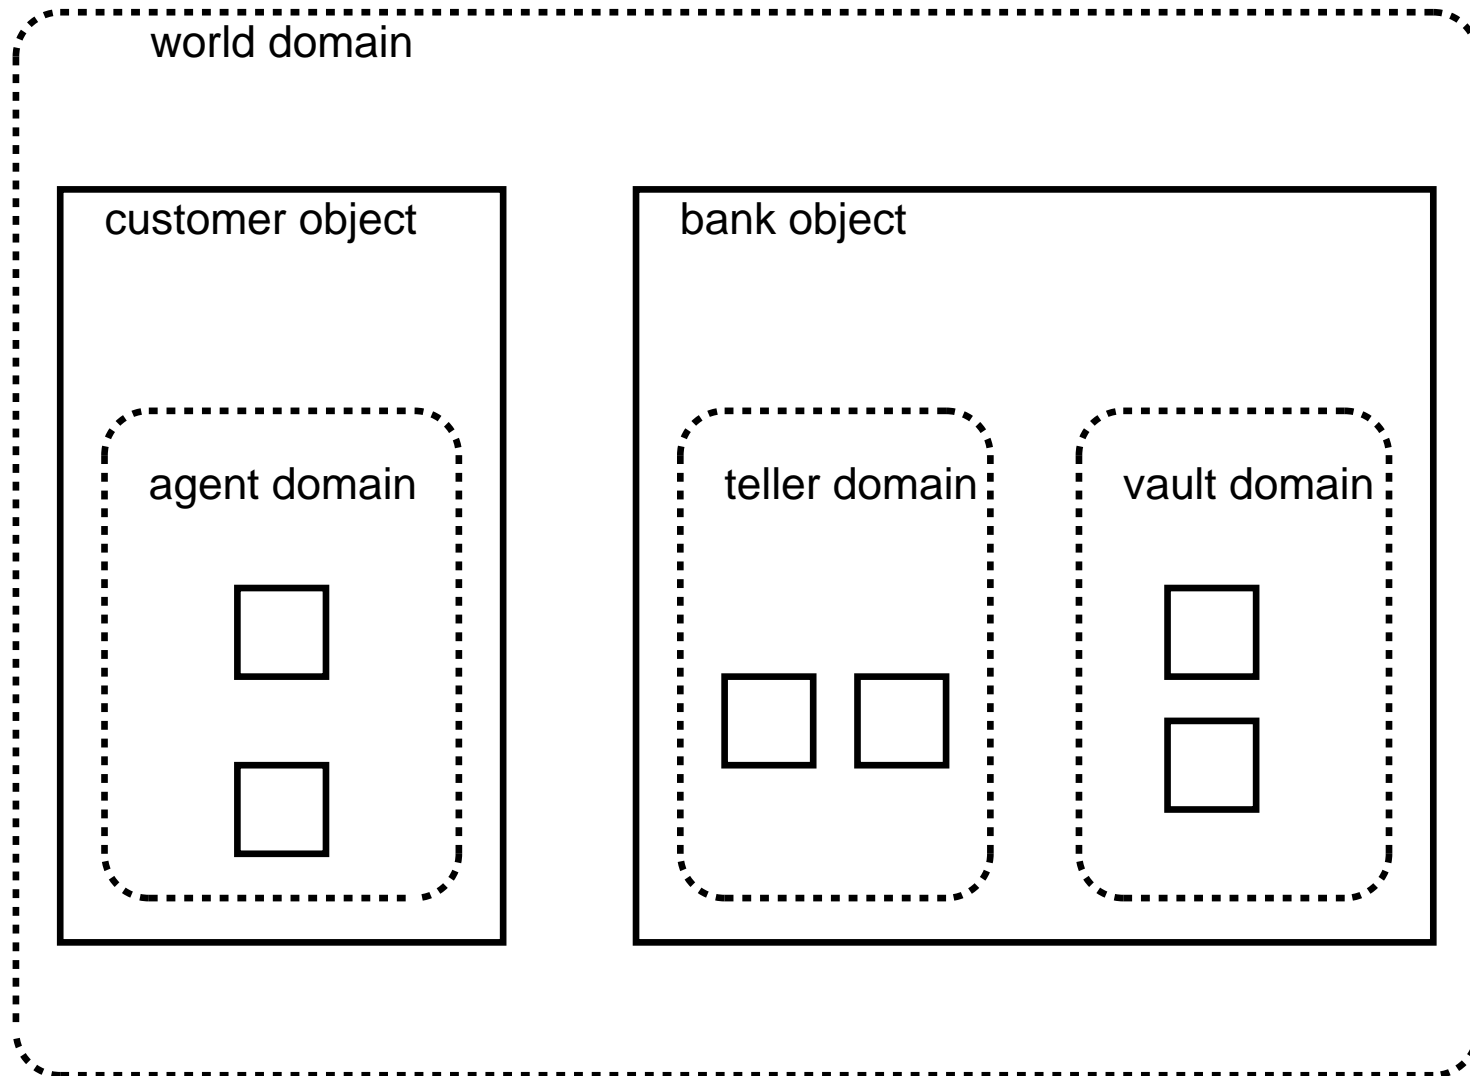 world domain
customer object
bank object
agent domain
teller domain
vault domain